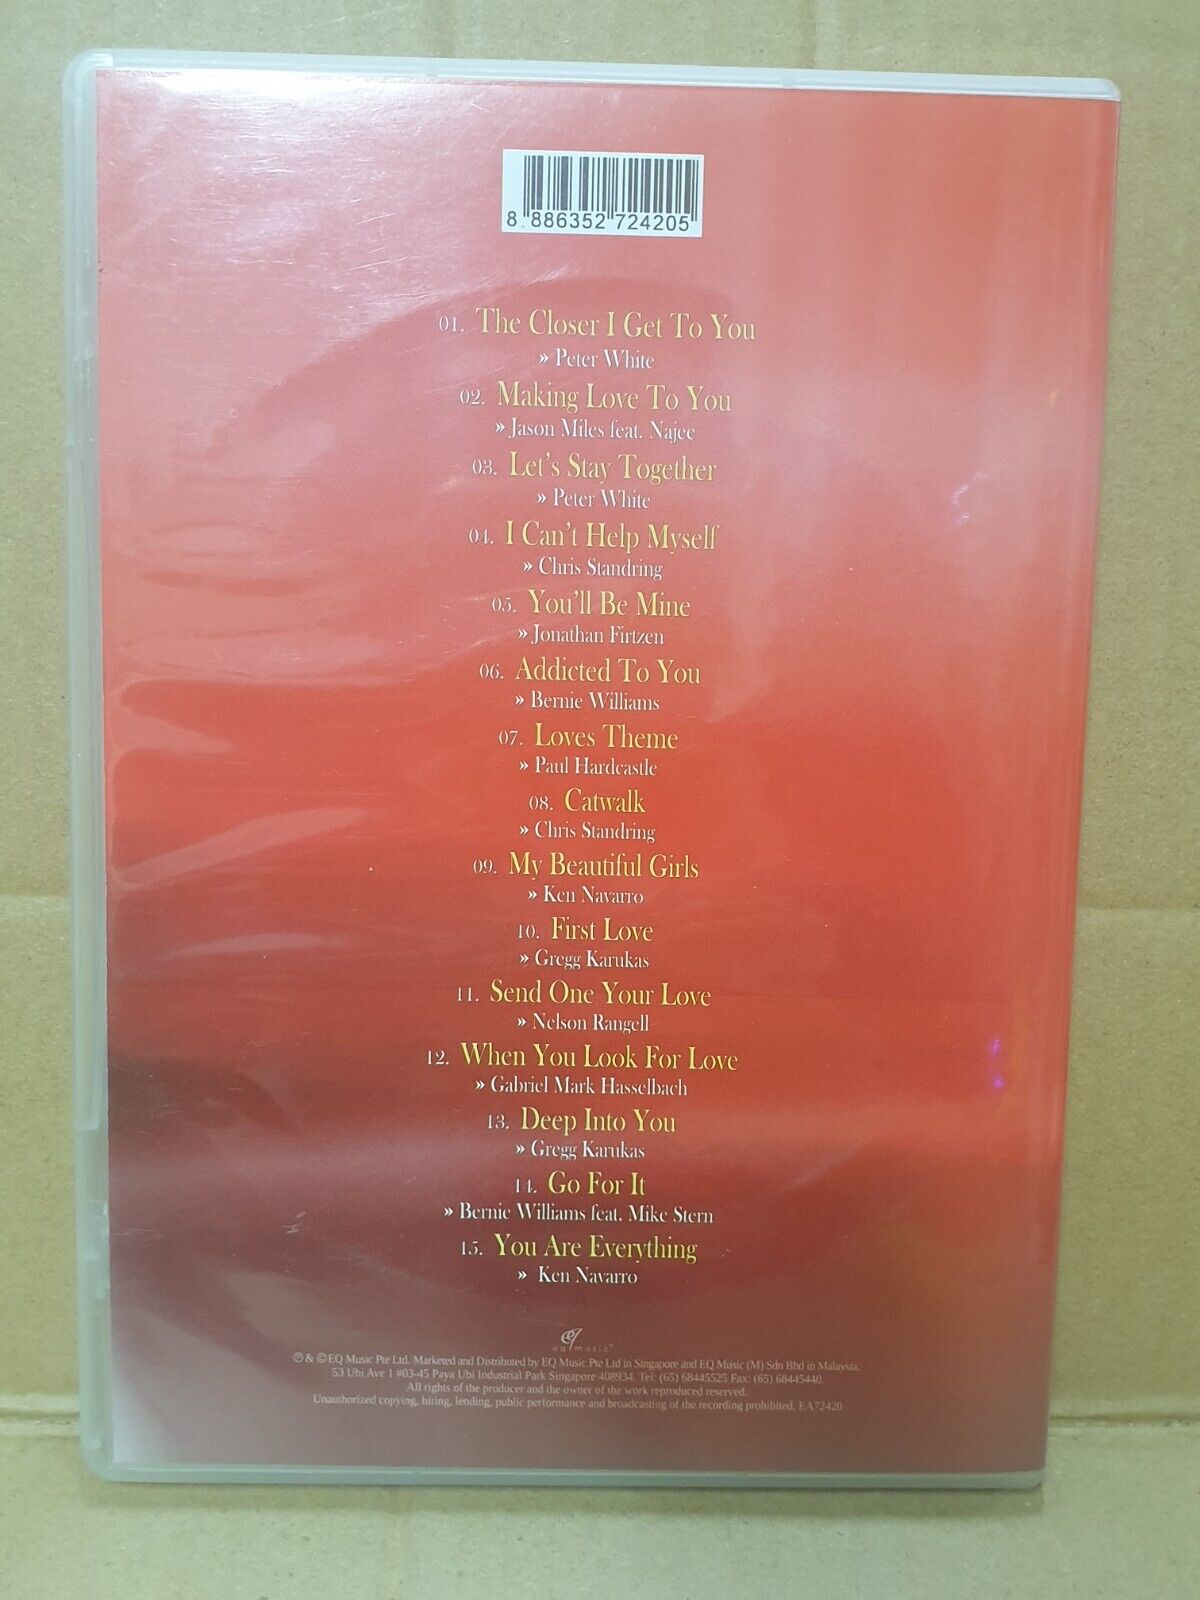 8 886352 724205
01. The Closer I Get To You
» Peter White
02. Making Love To You
» Jason Miles feat. Najee
03. Let's Stay Together
» Peter White
04. I Can't Help Myself
» Chris Standring
05. You'll Be Mine
» Jonathan Firtzen
06. Addicted To You
» Bernie Williams
07. Loves Theme
» Paul Hardcastle
08. Catwalk
» Chris Standring
09. My Beautiful Girls
» Ken Navarro
10. First Love
» Gregg Karukas
11. Send One Your Love
» Nelson Rangell
12. When You Look For Love
» Gabriel Mark Hasselbach
13. Deep Into You
» Gregg Karukas
14. Go For It
» Bernie Williams feat. Mike Stern
15. You Are Everything
» Ken Navarro
eq music
℗ & © EQ Music Pte Ltd. Marketed and Distributed by EQ Music Pte Ltd in Singapore and EQ Music (M) Sdn Bhd in Malaysia.
53 Ubi Ave 1 #03-45 Paya Ubi Industrial Park Singapore 408934. Tel: (65) 68445525 Fax: (65) 68445440.
All rights of the producer and the owner of the work reproduced reserved.
Unauthorized copying, hiring, lending, public performance and broadcasting of the recording prohibited. EA72420